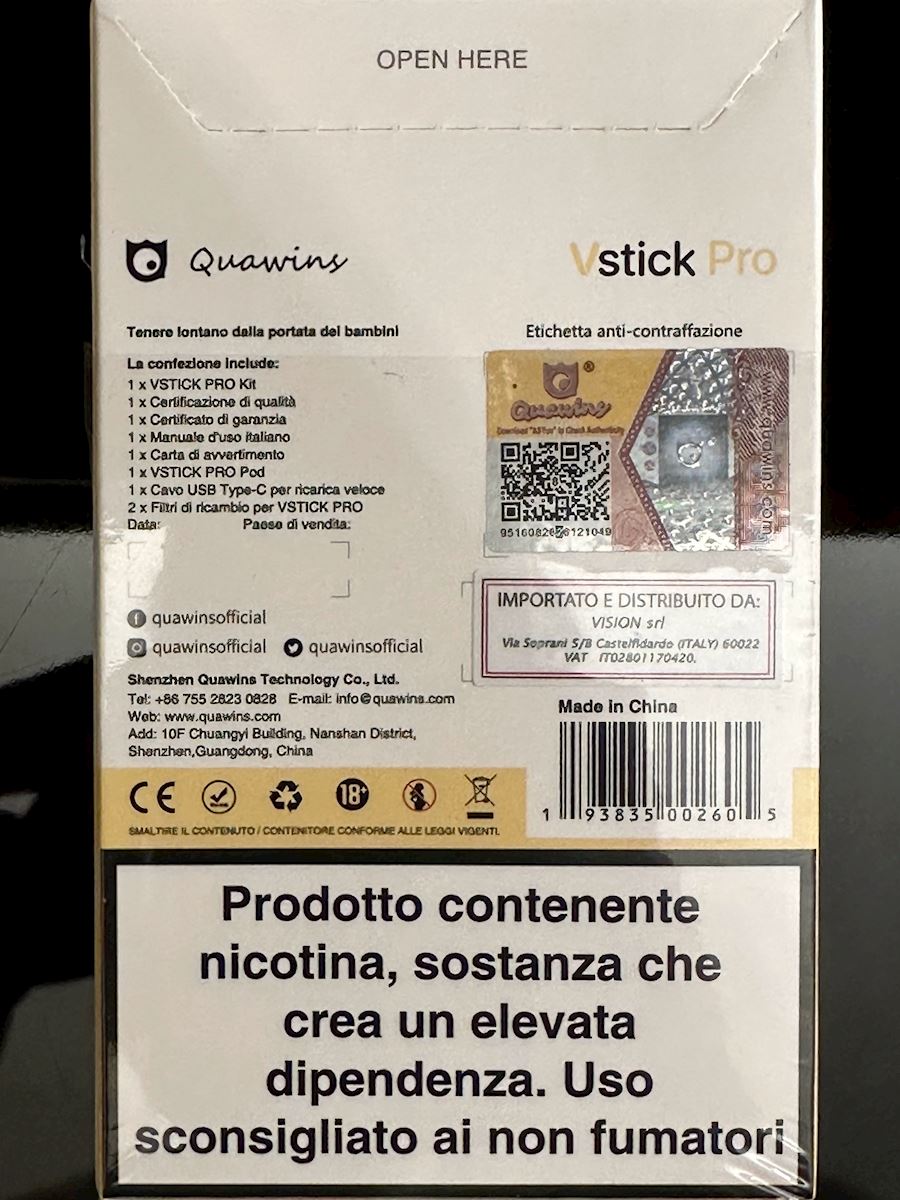 OPEN HERE
Quawins
Vstick Pro
Tenere lontano dalla portata dei bambini
La confezione include:
1 x VSTICK PRO Kit
1 x Certificazione di qualità
1 x Certificato di garanzia
1 x Manuale d'uso italiano
1 x Carta di avvertimento
1 x VSTICK PRO Pod
1 x Cavo USB Type-C per ricarica veloce
2 x Filtri di ricambio per VSTICK PRO
Data: Paese di vendita:
Etichetta anti-contraffazione
®
Quawins
Q
quawinsofficial
quawinsofficial quawinsofficial
Shenzhen Quawins Technology Co., Ltd.
Tel: +86 755 2823 0828 E-mail: info@quawins.com
Web: www.quawins.com
Add: 10F Chuangyi Building, Nanshan District,
Shenzhen,Guangdong, China
IMPORTATO E DISTRIBUITO DA:
VISION srl
Via Soprani S/B Castelfidardo (ITALY) 60022
VAT IT02801170420.
Made in China
1 93835 00260 5
CE 18+
SMALTIRE IL CONTENUTO / CONTENITORE CONFORME ALLE LEGGI VIGENTI.
Prodotto contenente
nicotina, sostanza che
crea un elevata
dipendenza. Uso
sconsigliato ai non fumatori